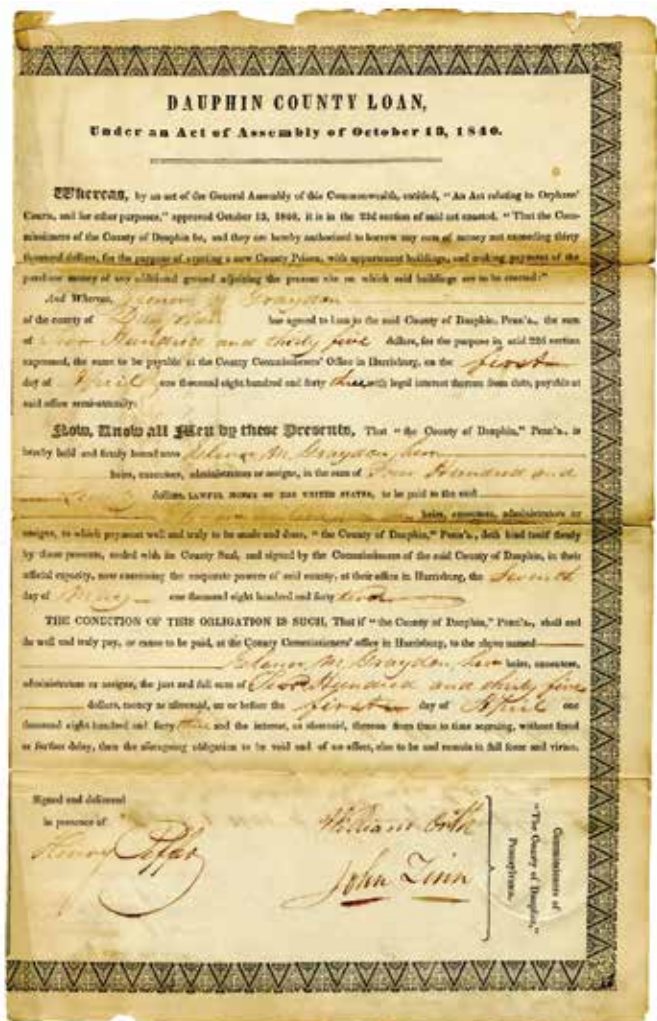 DAUPHIN COUNTY LOAN,
Under an Act of Assembly of October 13, 1840.
Whereas, by an act of the General Assembly of this Commonwealth, entitled, "An Act relating to Orphans'
Courts, and for other purposes," approved October 13, 1840, it is in the 22d section of said act enacted. "That the Com-
missioners of the County of Dauphin be, and they are hereby authorized to borrow any sum of money not exceeding thirty
thousand dollars, for the purpose of erecting a new County Prison, with appurtenant buildings, and making payment of the
purchase money of any additional ground adjoining the present site on which said buildings are to be erected:"
And Whereas, M Graydon
of the county of Dauphin has agreed to loan to the said County of Dauphin, Penn'a., the sum
of Two Hundred and thirty five dollars, for the purpose in said 22d section
expressed, the same to be payable at the County Commissioners' Office in Harrisburg, on the first
day of April one thousand eight hundred and forty three with legal interest thereon from date, payable at
said office semi-annually.
Now, Know all Men by these Presents, That "the County of Dauphin," Penn'a., is
hereby held and firmly bound unto M. Graydon, her
heirs, executors, administrators or assigns, in the sum of Four Hundred and
dollars, LAWFUL MONEY OF THE UNITED STATES, to be paid to the said
heirs, executors, administrators or
assigns, to which payment well and truly to be made and done, "the County of Dauphin," Penn'a., doth bind itself firmly
by these presents, sealed with its County Seal, and signed by the Commissioners of the said County of Dauphin, in their
official capacity, now exercising the corporate powers of said county, at their office in Harrisburg, the Seventh
day of May one thousand eight hundred and forty
THE CONDITION OF THIS OBLIGATION IS SUCH, That if "the County of Dauphin," Penn'a., shall and
do well and truly pay, or cause to be paid, at the County Commissioners' office in Harrisburg, to the above named
M. Graydon, her heirs, executors,
administrators or assigns, the just and full sum of Two Hundred and thirty five
dollars, money as aforesaid, on or before the first day of April one
thousand eight hundred and forty three and the interest, as aforesaid, thereon from time to time accruing, without fraud
or further delay, then the above obligation to be void and of no effect, else to be and remain in full force and virtue.
Signed and delivered
in presence of
Henry
William
John Zinn
Commissioners of
"The County of Dauphin,"
Pennsylvania.